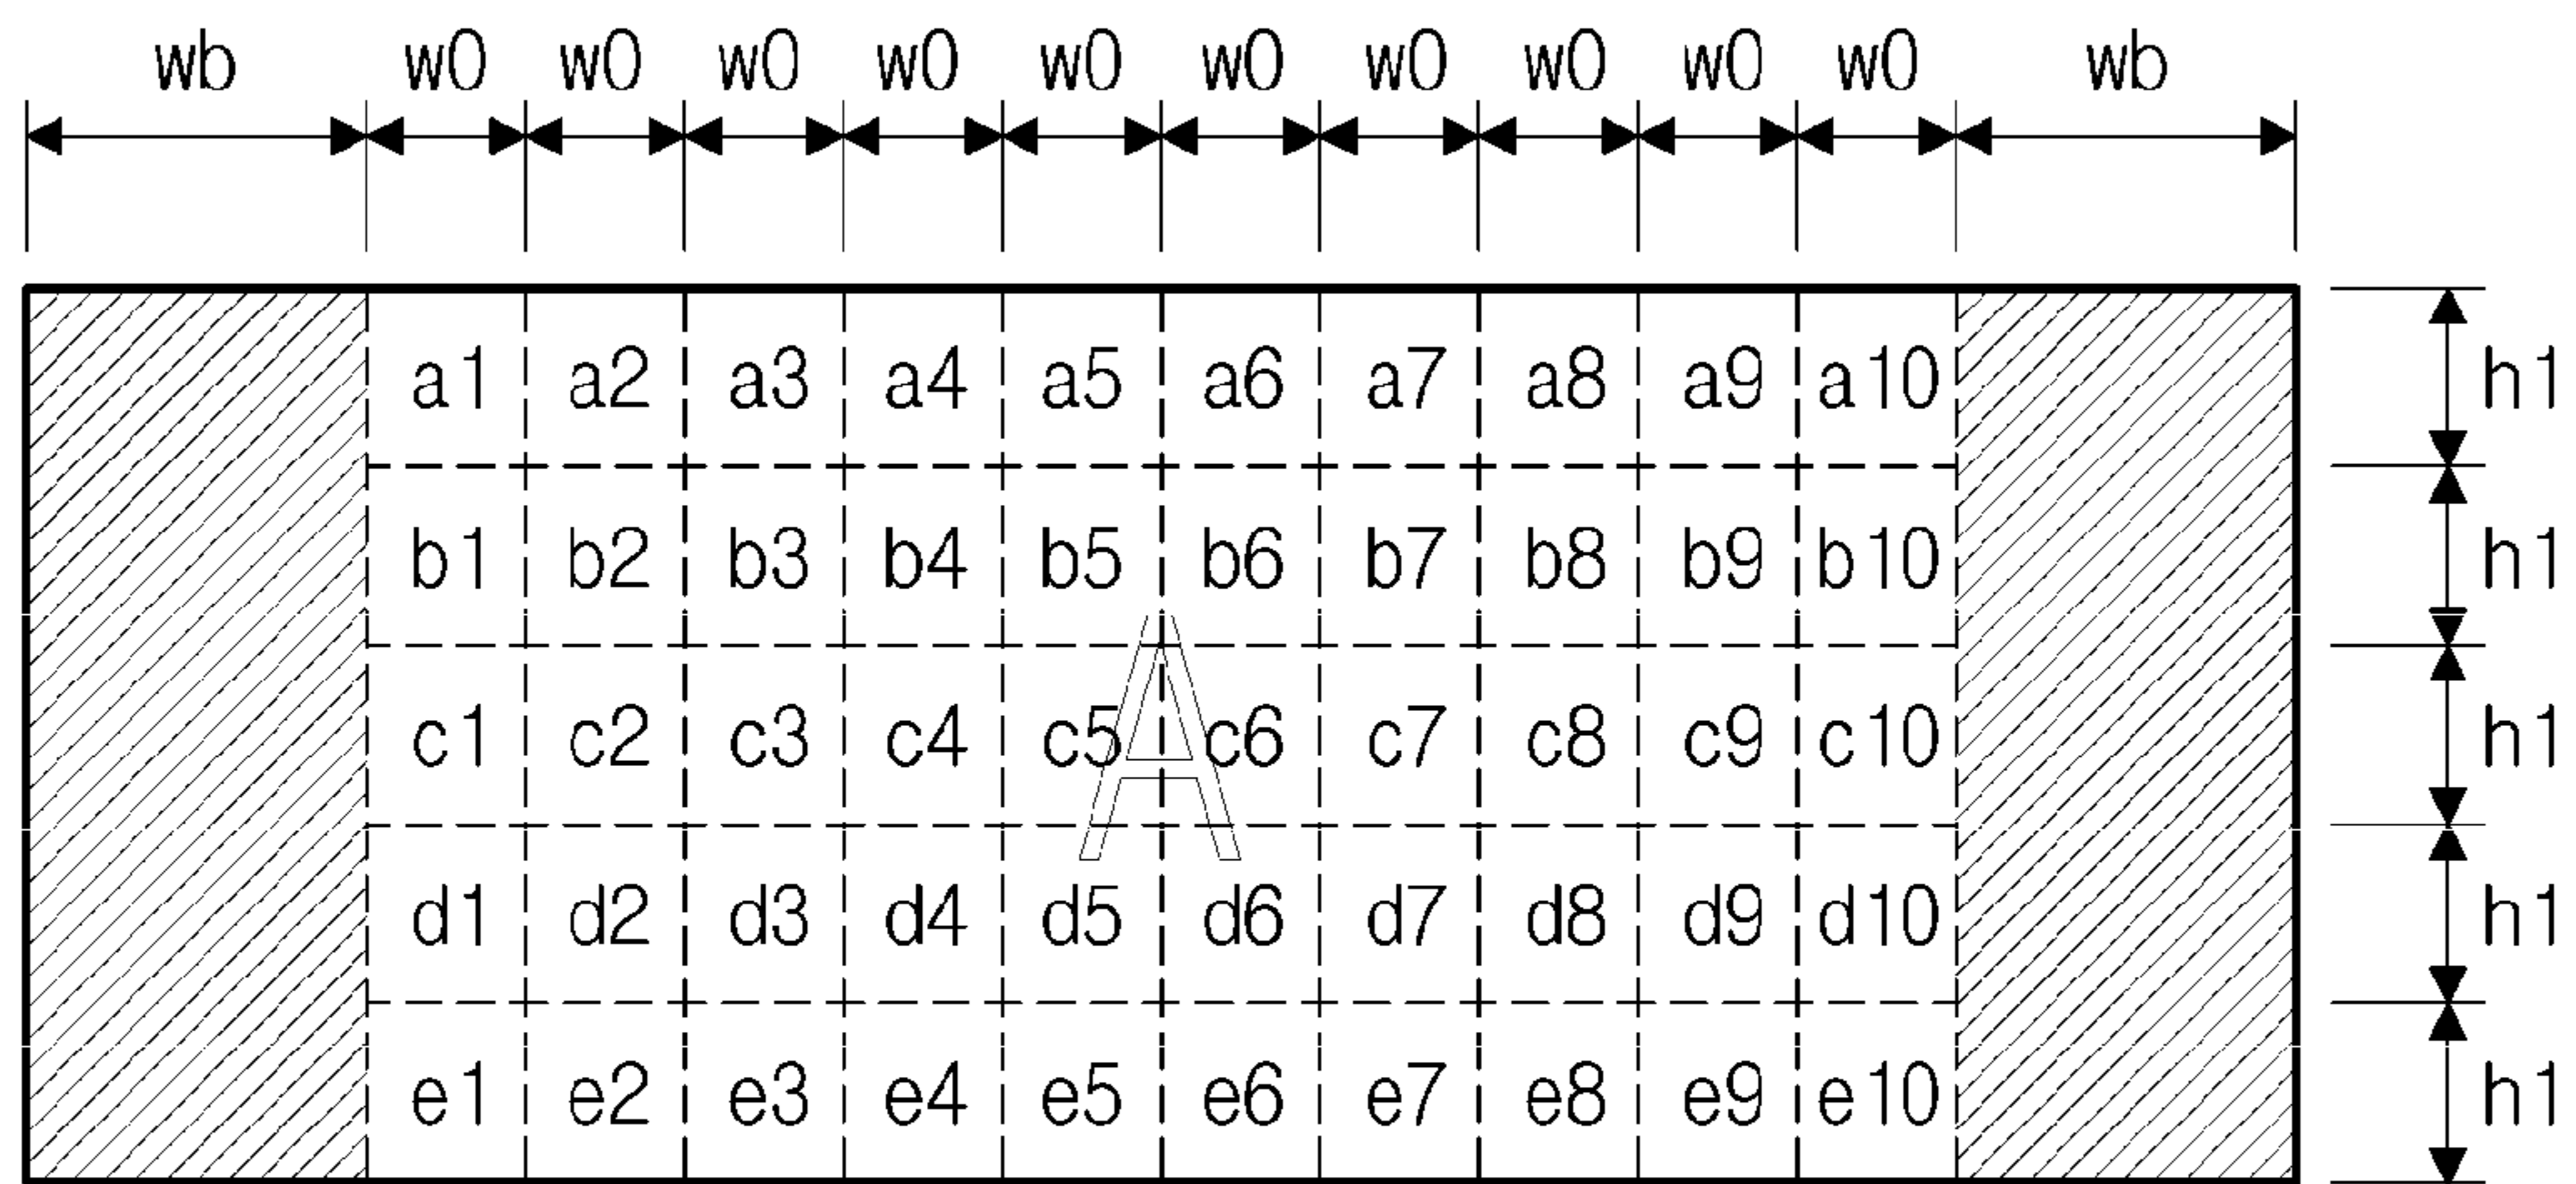 wb w0 w0 w0 w0 w0 w0 w0 w0 w0 w0 wb
a1 a2 a3 a4 a5 a6 a7 a8 a9 a10 h1
b1 b2 b3 b4 b5 b6 b7 b8 b9 b10 h1
A
c1 c2 c3 c4 c5 c6 c7 c8 c9 c10 h1
d1 d2 d3 d4 d5 d6 d7 d8 d9 d10 h1
e1 e2 e3 e4 e5 e6 e7 e8 e9 e10 h1